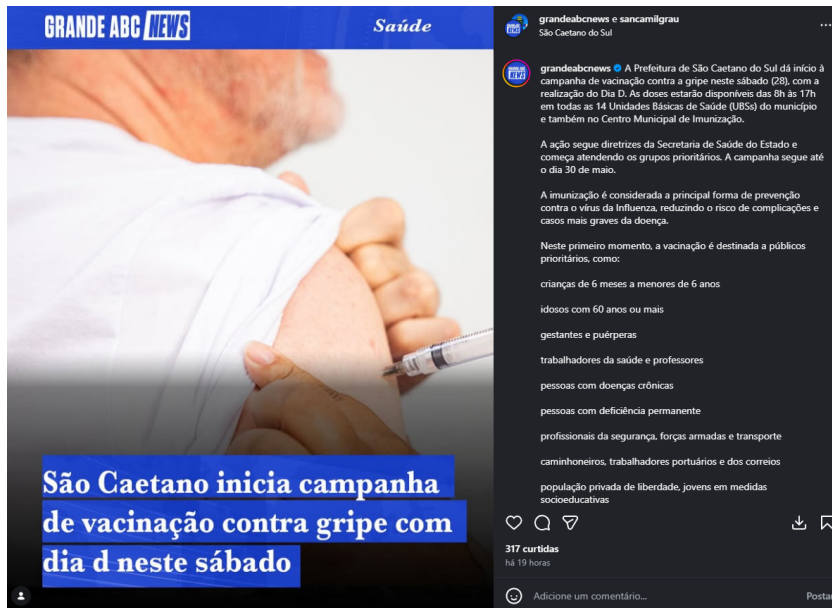 GRANDE ABC NEWS
Saúde
São Caetano inicia campanha
de vacinação contra gripe com
dia d neste sábado
grandeabcnews e sancamilgrau
São Caetano do Sul
grandeabcnews A Prefeitura de São Caetano do Sul dá início à
campanha de vacinação contra a gripe neste sábado (28), com a
realização do Dia D. As doses estarão disponíveis das 8h às 17h
em todas as 14 Unidades Básicas de Saúde (UBSs) do município
e também no Centro Municipal de Imunização.
A ação segue diretrizes da Secretaria de Saúde do Estado e
começa atendendo os grupos prioritários. A campanha segue até
o dia 30 de maio.
A imunização é considerada a principal forma de prevenção
contra o vírus da Influenza, reduzindo o risco de complicações e
casos mais graves da doença.
Neste primeiro momento, a vacinação é destinada a públicos
prioritários, como:
crianças de 6 meses a menores de 6 anos
idosos com 60 anos ou mais
gestantes e puérperas
trabalhadores da saúde e professores
pessoas com doenças crônicas
pessoas com deficiência permanente
profissionais da segurança, forças armadas e transporte
caminhoneiros, trabalhadores portuários e dos correios
população privada de liberdade, jovens em medidas
socioeducativas
317 curtidas
há 19 horas
Adicione um comentário...
Postar